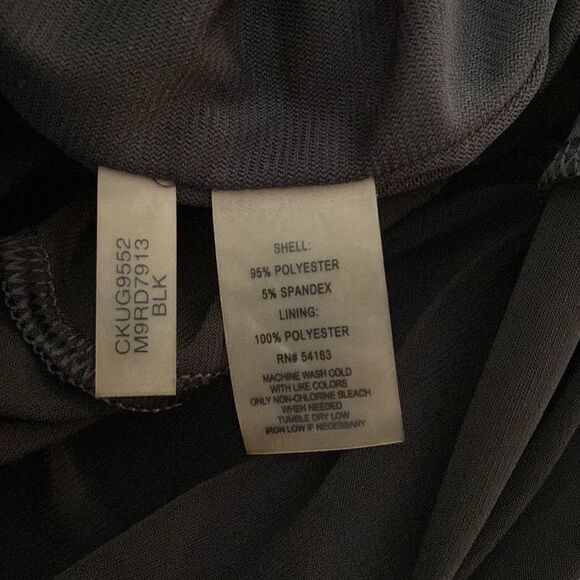 CKUG9552
M9RD7913
BLK
SHELL:
95% POLYESTER
5% SPANDEX
LINING:
100% POLYESTER
RN# 54163
MACHINE WASH COLD
WITH LIKE COLORS
ONLY NON-CHLORINE BLEACH
WHEN NEEDED
TUMBLE DRY LOW
IRON LOW IF NECESSARY